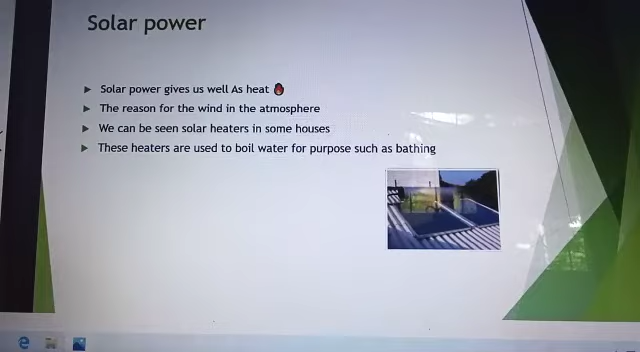 Solar power
Solar power gives us well As heat 🔥
The reason for the wind in the atmosphere
We can be seen solar heaters in some houses
These heaters are used to boil water for purpose such as bathing